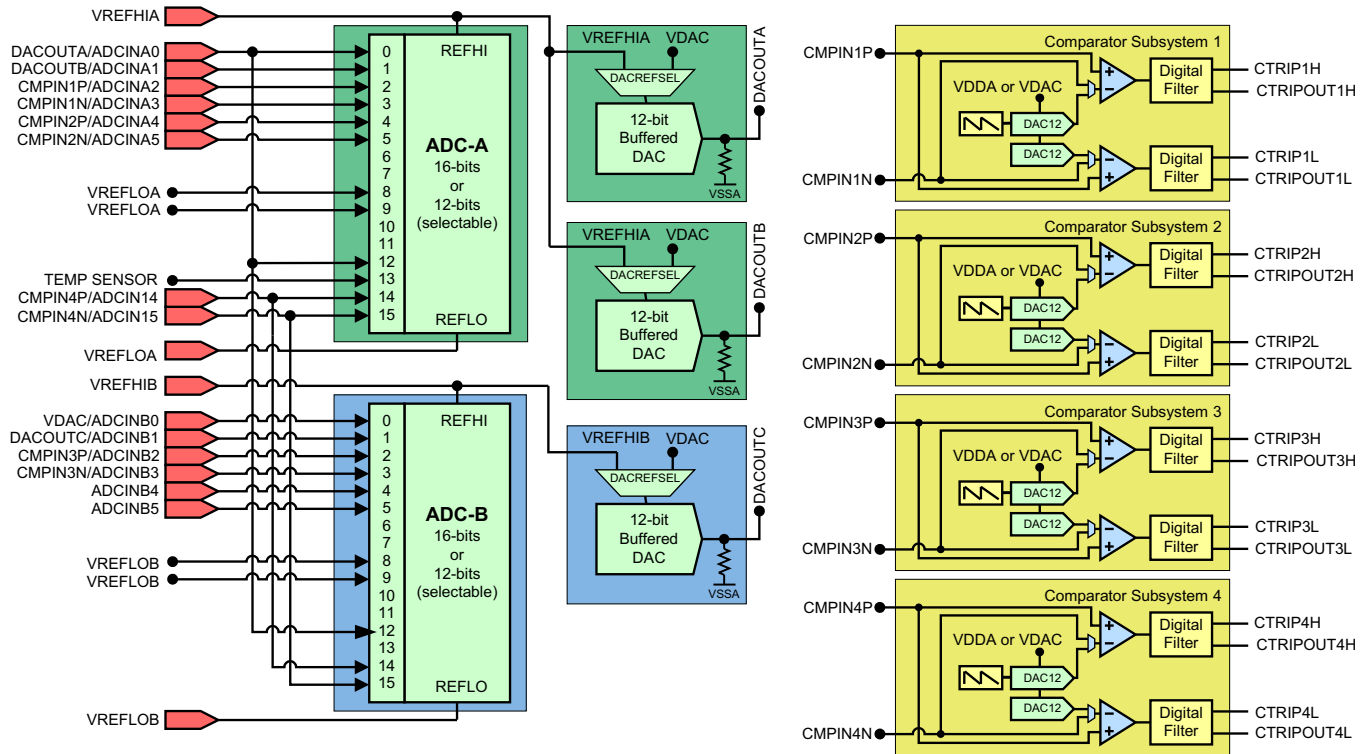 VREFHIA
DACOUTA/ADCINA0
DACOUTB/ADCINA1
CMPIN1P/ADCINA2
CMPIN1N/ADCINA3
CMPIN2P/ADCINA4
CMPIN2N/ADCINA5
VREFLOA
VREFLOA
TEMP SENSOR
CMPIN4P/ADCIN14
CMPIN4N/ADCIN15
VREFLOA
0
1
2
3
4
5
6
7
8
9
10
11
12
13
14
15
REFHI
ADC-A
16-bits
or
12-bits
(selectable)
REFLO
VREFHIB
VDAC/ADCINB0
DACOUTC/ADCINB1
CMPIN3P/ADCINB2
CMPIN3N/ADCINB3
ADCINB4
ADCINB5
VREFLOB
VREFLOB
VREFLOB
0
1
2
3
4
5
6
7
8
9
10
11
12
13
14
15
REFHI
ADC-B
16-bits
or
12-bits
(selectable)
REFLO
VREFHIA
VDAC
DACREFSEL
12-bit
Buffered
DAC
VSSA
DACOUTA
VREFHIA
VDAC
DACREFSEL
12-bit
Buffered
DAC
VSSA
DACOUTB
VREFHIB
VDAC
DACREFSEL
12-bit
Buffered
DAC
VSSA
DACOUTC
Comparator Subsystem 1
CMPIN1P
CMPIN1N
VDDA or VDAC
DAC12
DAC12
+
−
−
+
Digital
Filter
Digital
Filter
CTRIP1H
CTRIPOUT1H
CTRIP1L
CTRIPOUT1L
Comparator Subsystem 2
CMPIN2P
CMPIN2N
VDDA or VDAC
DAC12
DAC12
+
−
−
+
Digital
Filter
Digital
Filter
CTRIP2H
CTRIPOUT2H
CTRIP2L
CTRIPOUT2L
Comparator Subsystem 3
CMPIN3P
CMPIN3N
VDDA or VDAC
DAC12
DAC12
+
−
−
+
Digital
Filter
Digital
Filter
CTRIP3H
CTRIPOUT3H
CTRIP3L
CTRIPOUT3L
Comparator Subsystem 4
CMPIN4P
CMPIN4N
VDDA or VDAC
DAC12
DAC12
+
−
−
+
Digital
Filter
Digital
Filter
CTRIP4H
CTRIPOUT4H
CTRIP4L
CTRIPOUT4L